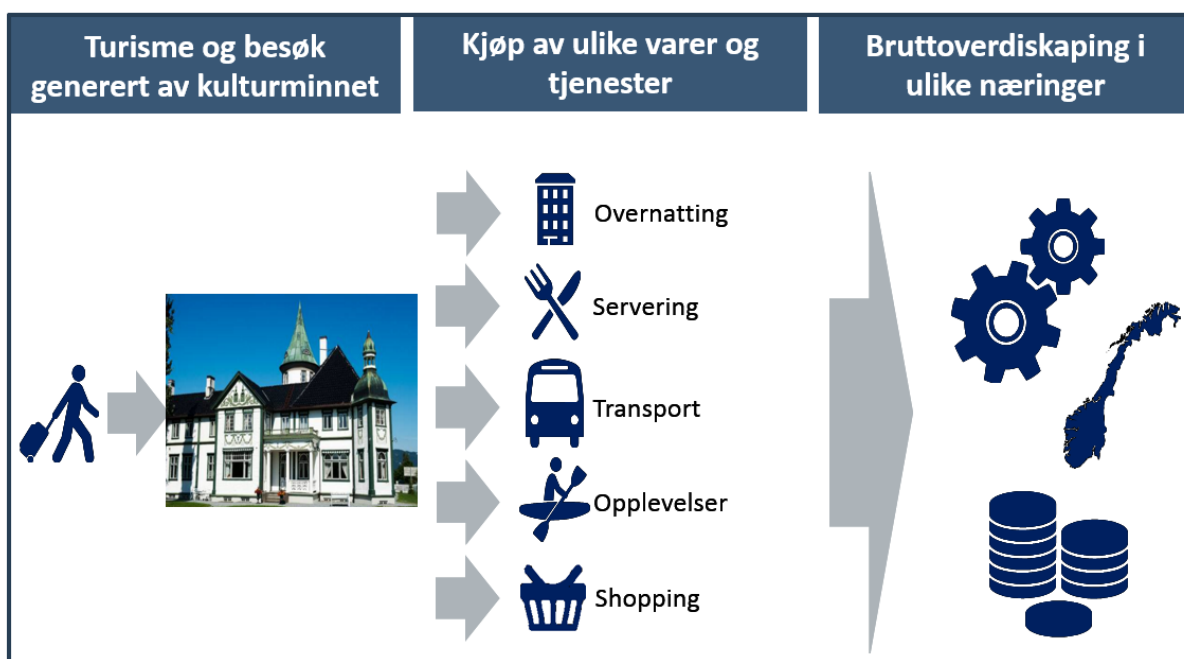 Turisme og besøk
generert av kulturminnet
Kjøp av ulike varer og
tjenester
Bruttoverdiskaping i
ulike næringer
Overnatting
Servering
Transport
Opplevelser
Shopping